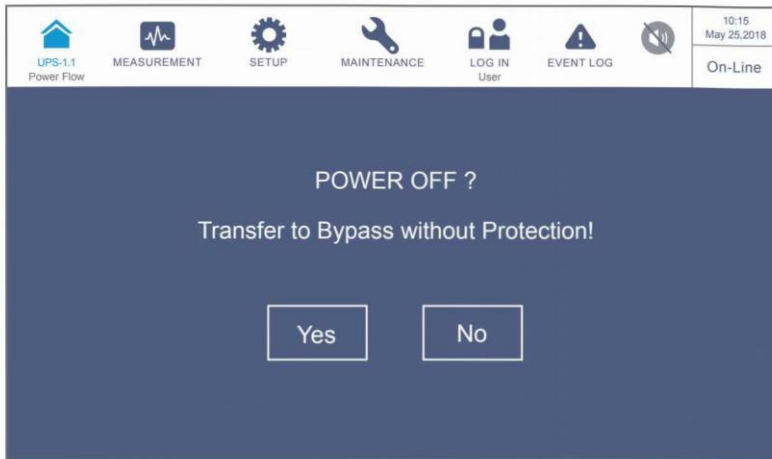 UPS-1.1
Power Flow
MEASUREMENT
SETUP
MAINTENANCE
LOG IN
User
EVENT LOG
10:15
May 25,2018
On-Line
POWER OFF ?
Transfer to Bypass without Protection!
Yes
No